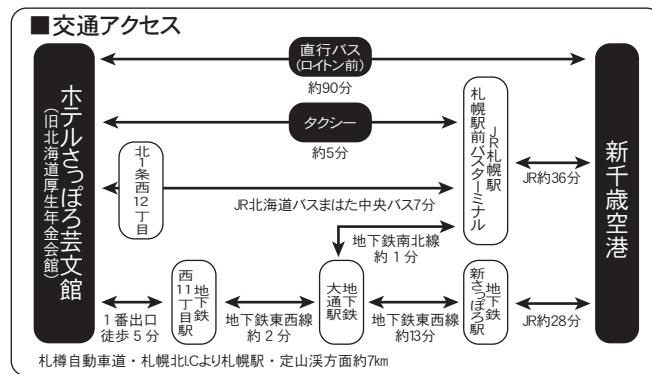 ■交通アクセス
直行バス
(ロイトン前)
約90分
ホテルさっぽろ芸文館
(旧北海道厚生年金会館)
新千歳空港
タクシー
約5分
JR札幌駅
札幌駅前バスターミナル
JR約36分
北1条西12丁目
JR北海道バスまはた中央バス7分
地下鉄南北線
約1分
地下鉄
西11丁目駅
地下鉄
大通駅
地下鉄
新さっぽろ駅
1番出口
徒歩5分
地下鉄東西線
約2分
地下鉄東西線
約13分
JR約28分
札樽自動車道・札幌北I.Cより札幌駅・定山渓方面約7km